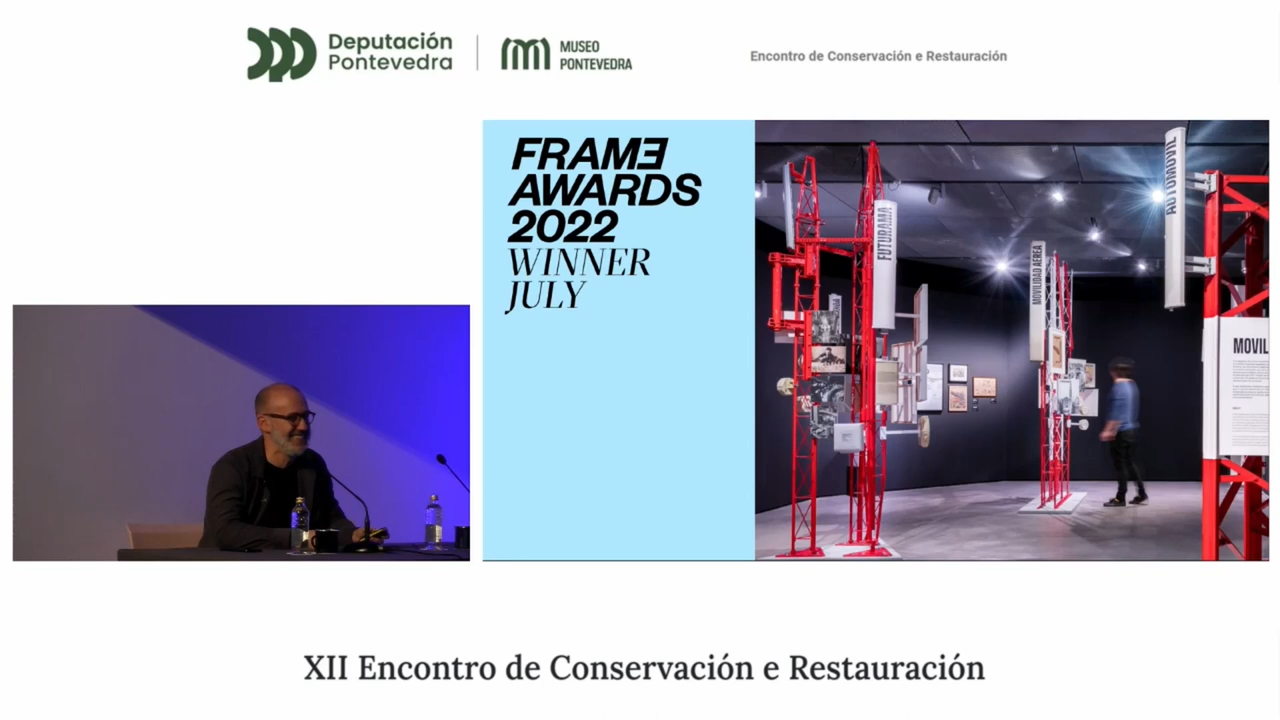 Deputación
Pontevedra
MUSEO
PONTEVEDRA
Encontro de Conservación e Restauración
FRAME
AWARDS
2022
WINNER
JULY
FUTURAMA
MOVILIDAD AEREA
AUTOMOVIL
MOVIL
XII Encontro de Conservación e Restauración